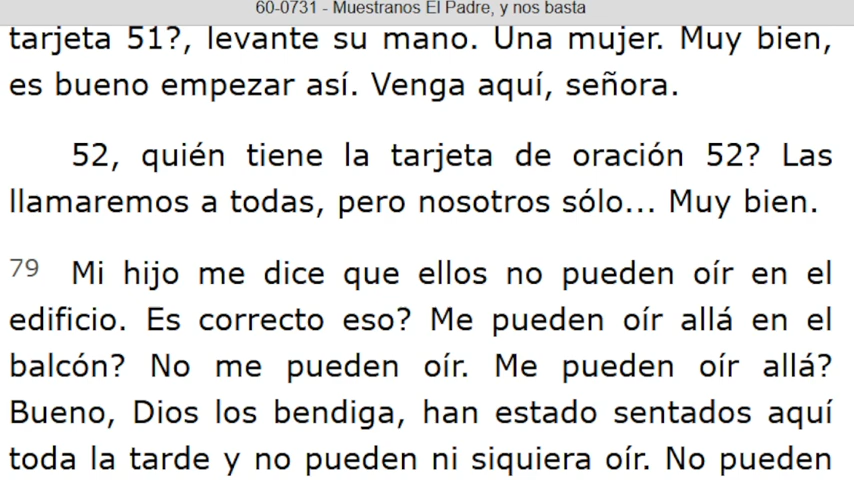 60-0731 - Muestranos El Padre, y nos basta
tarjeta 51?, levante su mano. Una mujer. Muy bien,
es bueno empezar así. Venga aquí, señora.
52, quién tiene la tarjeta de oración 52? Las
llamaremos a todas, pero nosotros sólo... Muy bien.
79 Mi hijo me dice que ellos no pueden oír en el
edificio. Es correcto eso? Me pueden oír allá en el
balcón? No me pueden oír. Me pueden oír allá?
Bueno, Dios los bendiga, han estado sentados aquí
toda la tarde y no pueden ni siquiera oír. No pueden